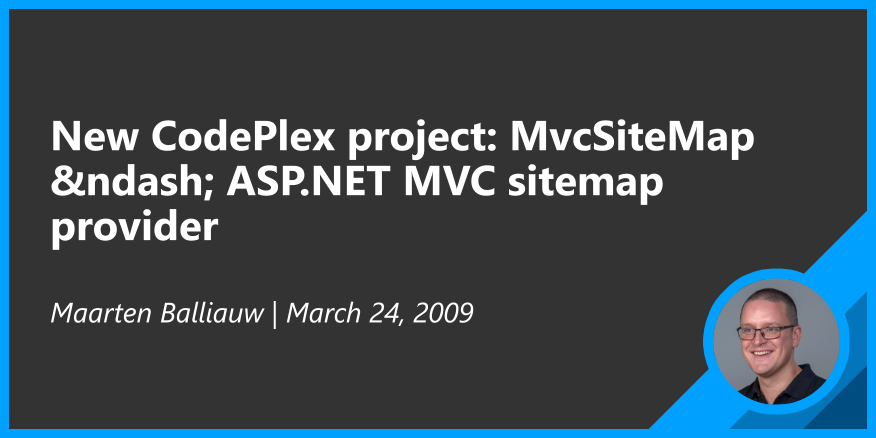 New CodePlex project: MvcSiteMap
&ndash; ASP.NET MVC sitemap
provider
Maarten Balliauw | March 24, 2009